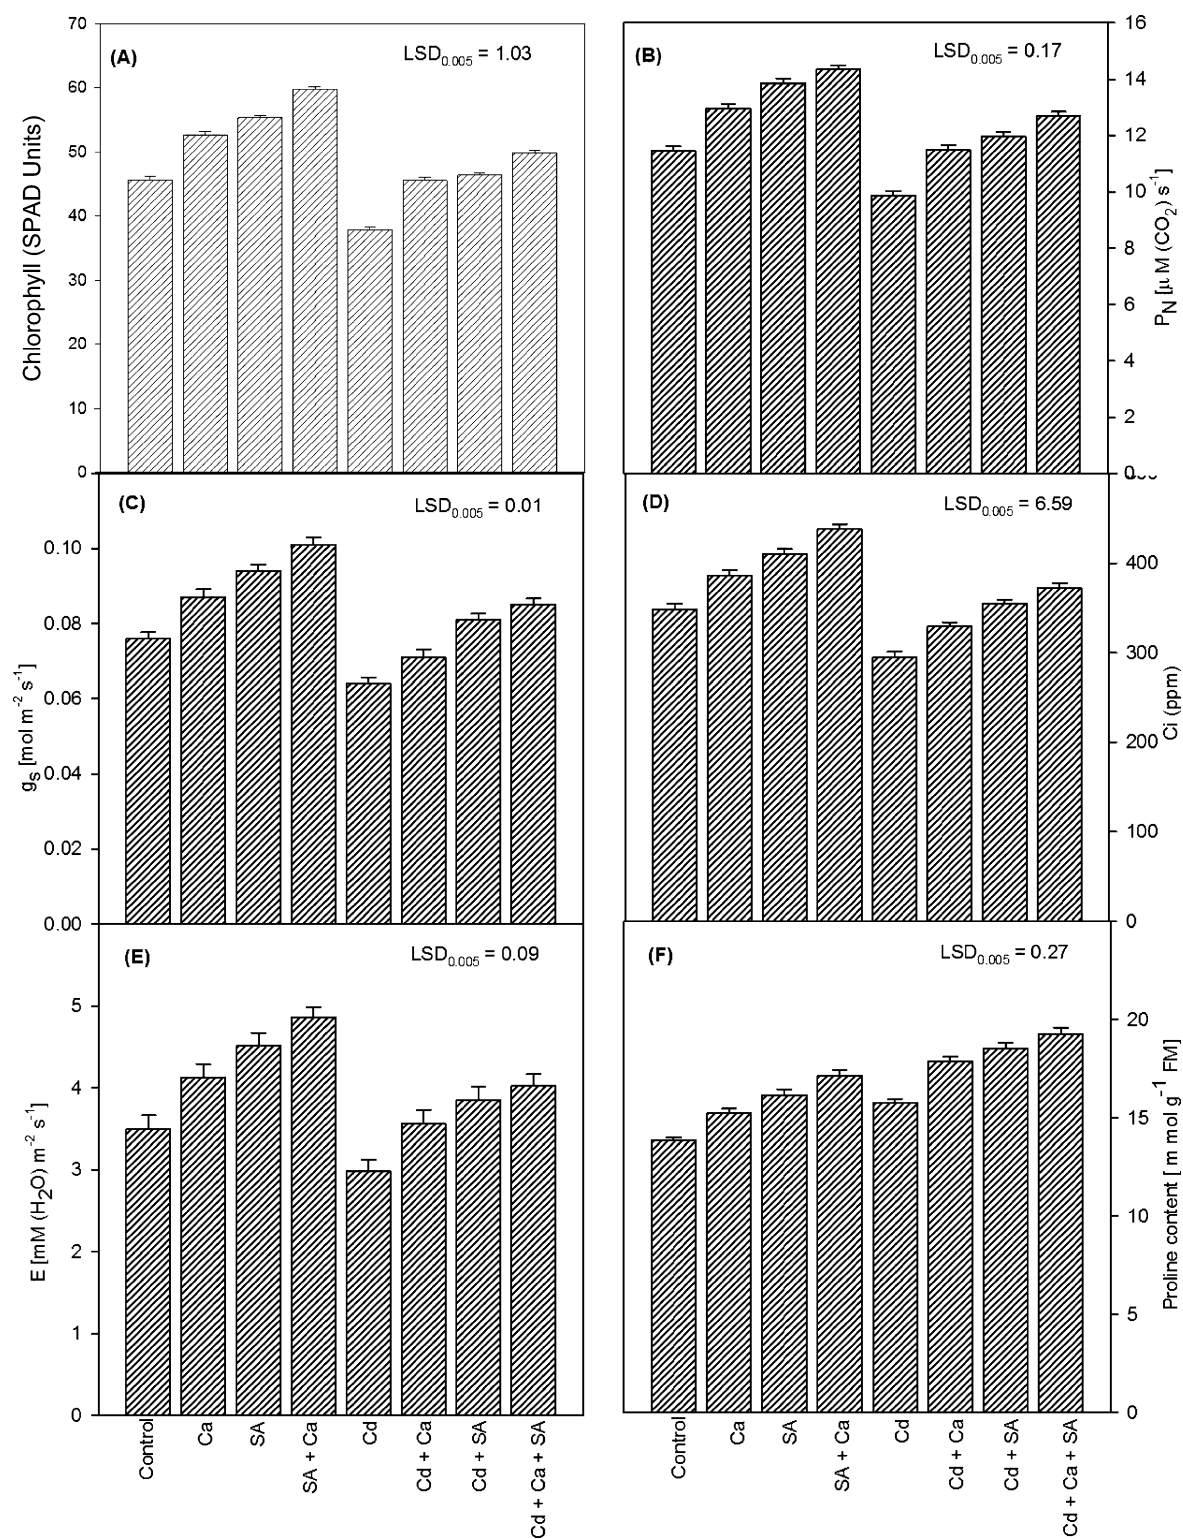 (A)
LSD0.005 = 1.03
Chlorophyll (SPAD Units)
70
60
50
40
30
20
10
0
(B)
LSD0.005 = 0.17
PN [μ M (CO2) s-1
16
14
12
10
8
6
4
2
0
(C)
LSD0.005 = 0.01
gs [mol m-2 s-1]
0.10
0.08
0.06
0.04
0.02
0.00
(D)
LSD0.005 = 6.59
Ci (ppm)
400
300
200
100
0
(E)
LSD0.005 = 0.09
E [mM (H2O) m-2 s-1]
5
4
3
2
1
0
Control
Ca
SA
SA + Ca
Cd
Cd + Ca
Cd + SA
Cd + Ca + SA
(F)
LSD0.005 = 0.27
Proline content [ m mol g-1 FM]
20
15
10
5
0
Control
Ca
SA
SA + Ca
Cd
Cd + Ca
Cd + SA
Cd + Ca + SA